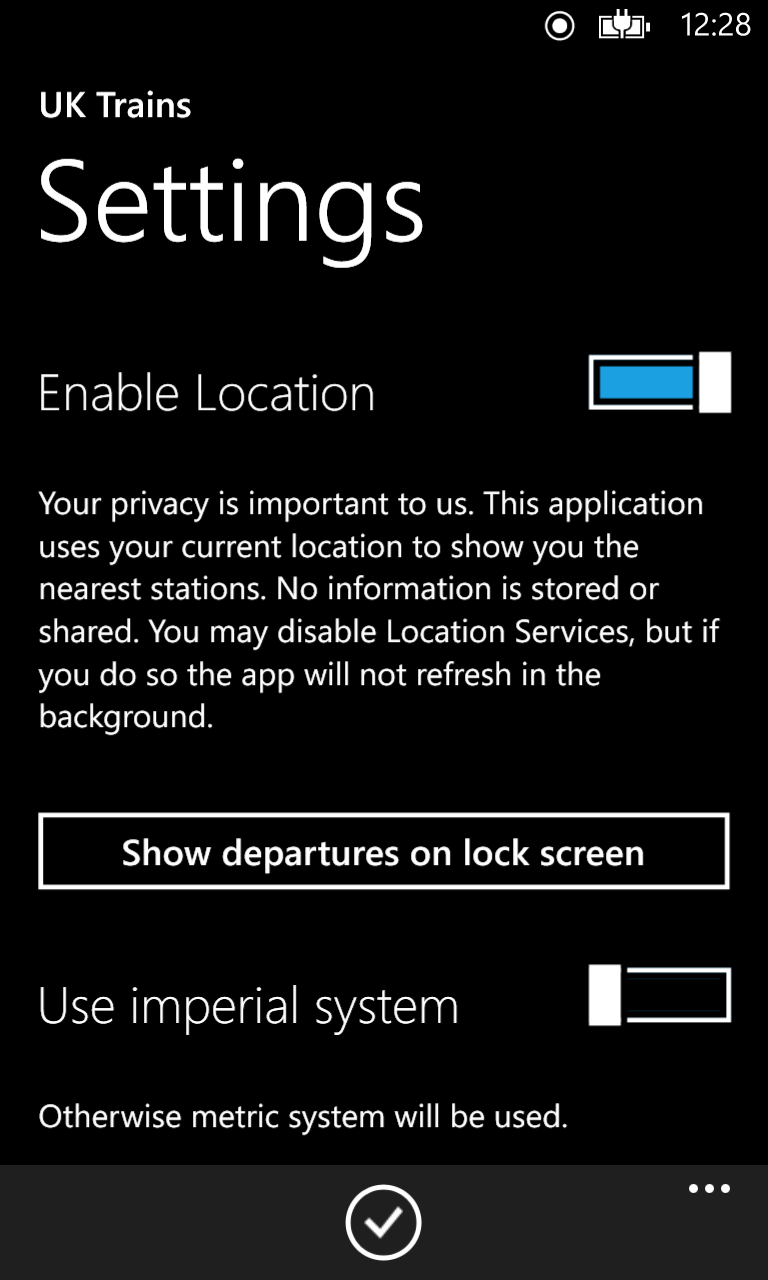 12:28
UK Trains
Settings
Enable Location
Your privacy is important to us. This application
uses your current location to show you the
nearest stations. No information is stored or
shared. You may disable Location Services, but if
you do so the app will not refresh in the
background.
Show departures on lock screen
Use imperial system
Otherwise metric system will be used.